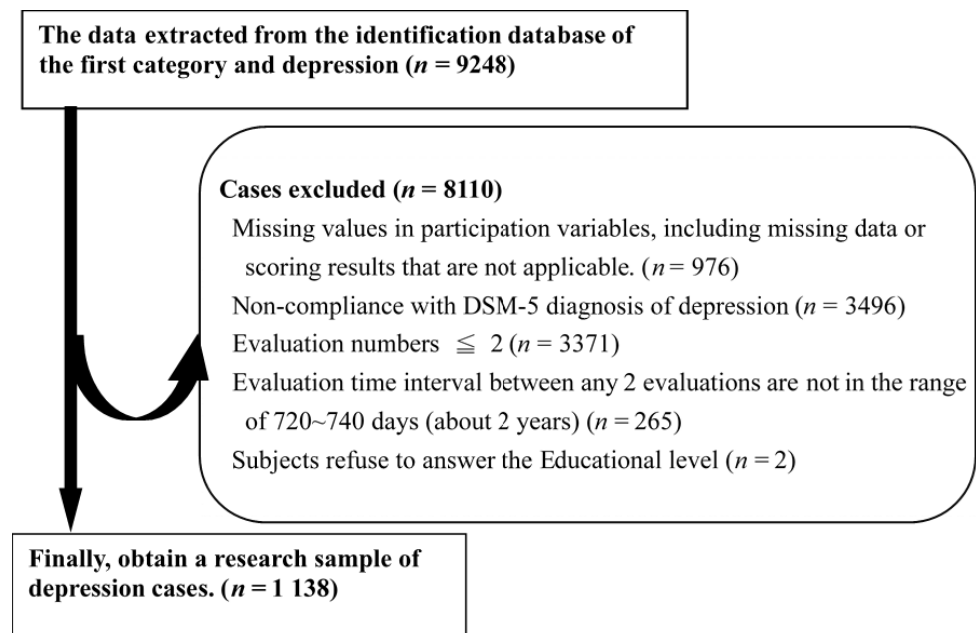 The data extracted from the identification database of
the first category and depression (n = 9248)
Cases excluded (n = 8110)
Missing values in participation variables, including missing data or
scoring results that are not applicable. (n = 976)
Non-compliance with DSM-5 diagnosis of depression (n = 3496)
Evaluation numbers ≦ 2 (n = 3371)
Evaluation time interval between any 2 evaluations are not in the range
of 720~740 days (about 2 years) (n = 265)
Subjects refuse to answer the Educational level (n = 2)
Finally, obtain a research sample of
depression cases. (n = 1 138)